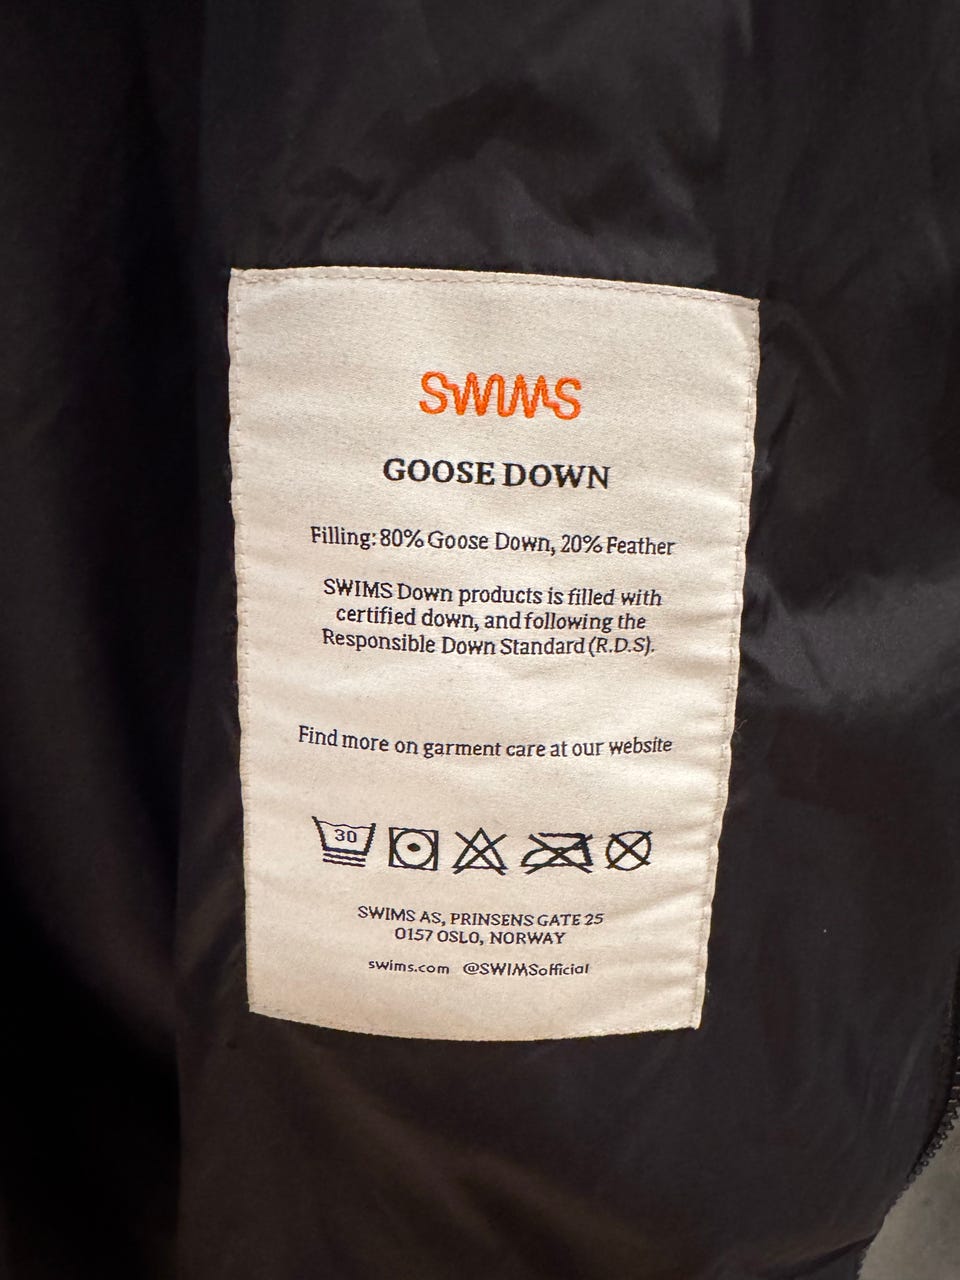 SWIMS
GOOSE DOWN
Filling: 80% Goose Down, 20% Feather
SWIMS Down products is filled with
certified down, and following the
Responsible Down Standard (R.D.S).
Find more on garment care at our website
30
SWIMS AS, PRINSENS GATE 25
0157 OSLO, NORWAY
swims.com @SWIMSofficial